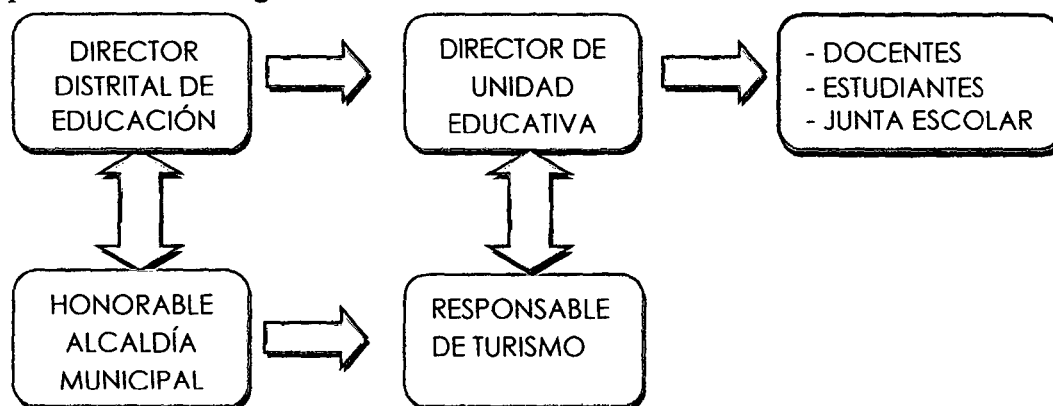 DIRECTOR
DISTRITAL DE
EDUCACIÓN
DIRECTOR DE
UNIDAD
EDUCATIVA
- DOCENTES
- ESTUDIANTES
- JUNTA ESCOLAR
HONORABLE
ALCALDÍA
MUNICIPAL
RESPONSABLE
DE TURISMO